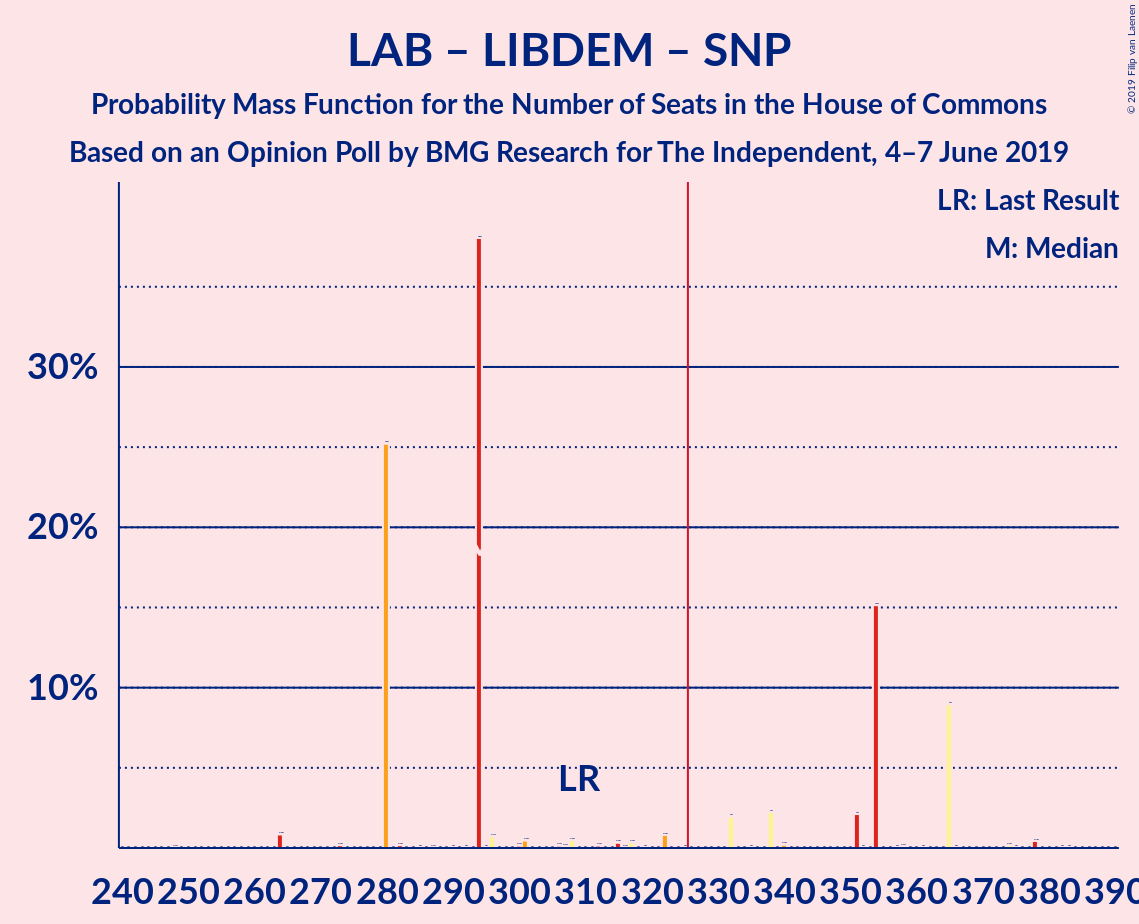 LAB – LIBDEM – SNP
Probability Mass Function for the Number of Seats in the House of Commons
Based on an Opinion Poll by BMG Research for The Independent, 4–7 June 2019
© 2019 Filip van Laenen
LR: Last Result
M: Median
30%
20%
10%
LR
240 250 260 270 280 290 300 310 320 330 340 350 360 370 380 390